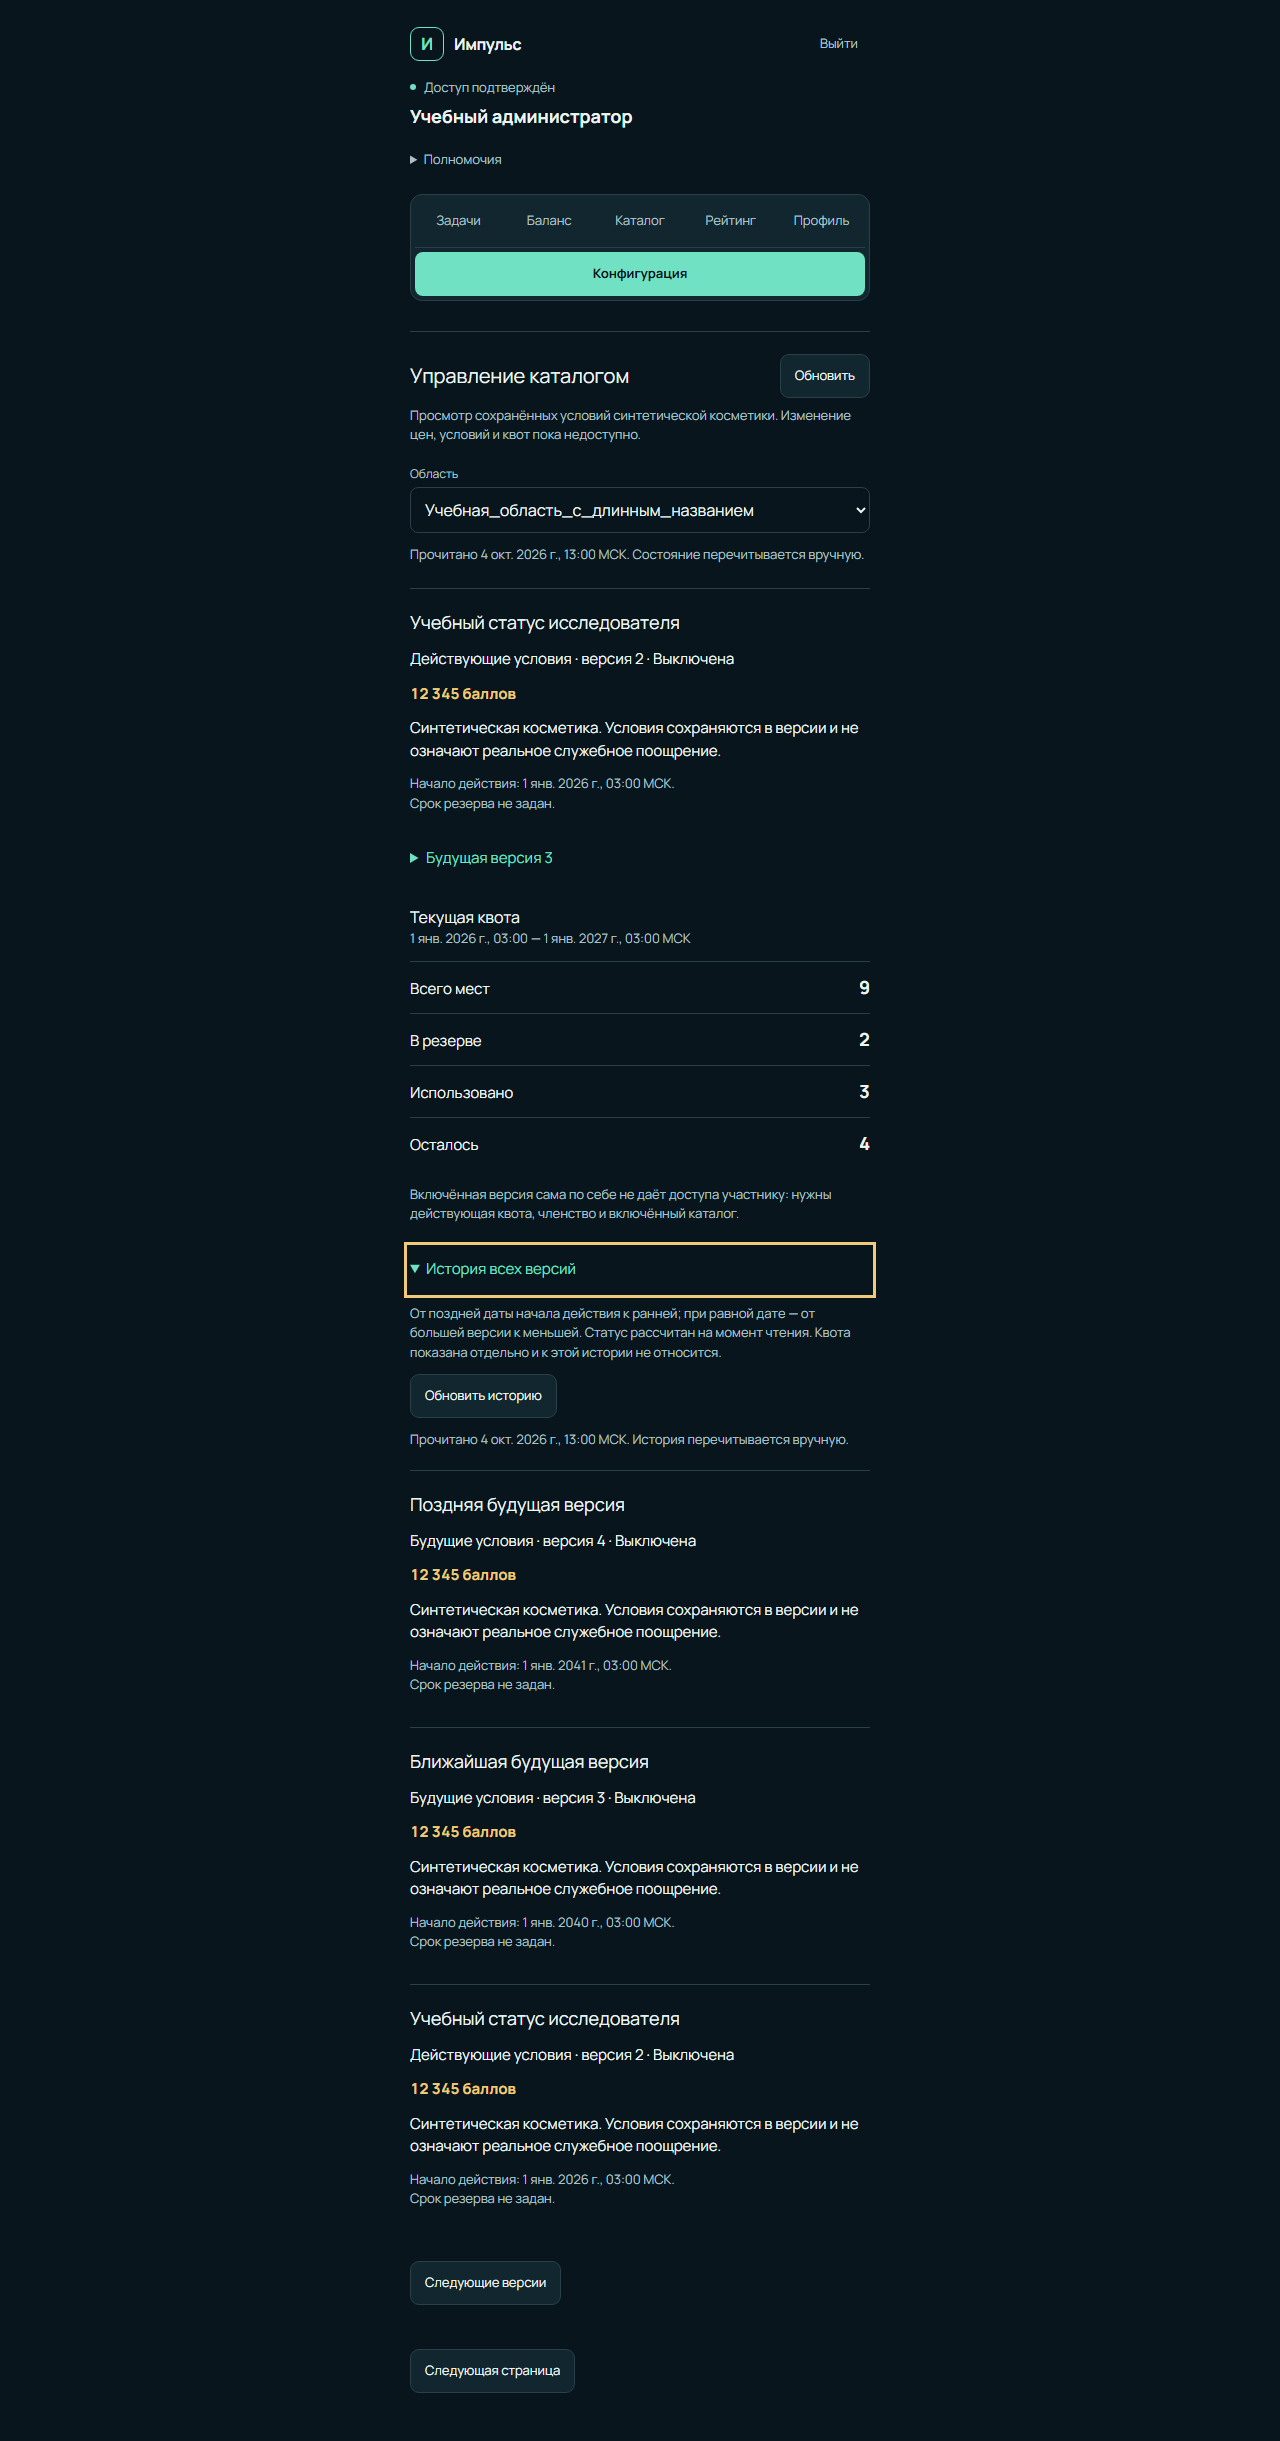 И Импульс
Выйти
Доступ подтверждён
Учебный администратор
Полномочия
Задачи Баланс Каталог Рейтинг Профиль
Конфигурация
Управление каталогом
Обновить
Просмотр сохранённых условий синтетической косметики. Изменение
цен, условий и квот пока недоступно.
Область
Учебная_область_с_длинным_названием
Прочитано 4 окт. 2026 г., 13:00 МСК. Состояние перечитывается вручную.
Учебный статус исследователя
Действующие условия · версия 2 · Выключена
12 345 баллов
Синтетическая косметика. Условия сохраняются в версии и не
означают реальное служебное поощрение.
Начало действия: 1 янв. 2026 г., 03:00 МСК.
Срок резерва не задан.
Будущая версия 3
Текущая квота
1 янв. 2026 г., 03:00 — 1 янв. 2027 г., 03:00 МСК
Всего мест 9
В резерве 2
Использовано 3
Осталось 4
Включённая версия сама по себе не даёт доступа участнику: нужны
действующая квота, членство и включённый каталог.
История всех версий
От поздней даты начала действия к ранней; при равной дате — от
большей версии к меньшей. Статус рассчитан на момент чтения. Квота
показана отдельно и к этой истории не относится.
Обновить историю
Прочитано 4 окт. 2026 г., 13:00 МСК. История перечитывается вручную.
Поздняя будущая версия
Будущие условия · версия 4 · Выключена
12 345 баллов
Синтетическая косметика. Условия сохраняются в версии и не
означают реальное служебное поощрение.
Начало действия: 1 янв. 2041 г., 03:00 МСК.
Срок резерва не задан.
Ближайшая будущая версия
Будущие условия · версия 3 · Выключена
12 345 баллов
Синтетическая косметика. Условия сохраняются в версии и не
означают реальное служебное поощрение.
Начало действия: 1 янв. 2040 г., 03:00 МСК.
Срок резерва не задан.
Учебный статус исследователя
Действующие условия · версия 2 · Выключена
12 345 баллов
Синтетическая косметика. Условия сохраняются в версии и не
означают реальное служебное поощрение.
Начало действия: 1 янв. 2026 г., 03:00 МСК.
Срок резерва не задан.
Следующие версии
Следующая страница